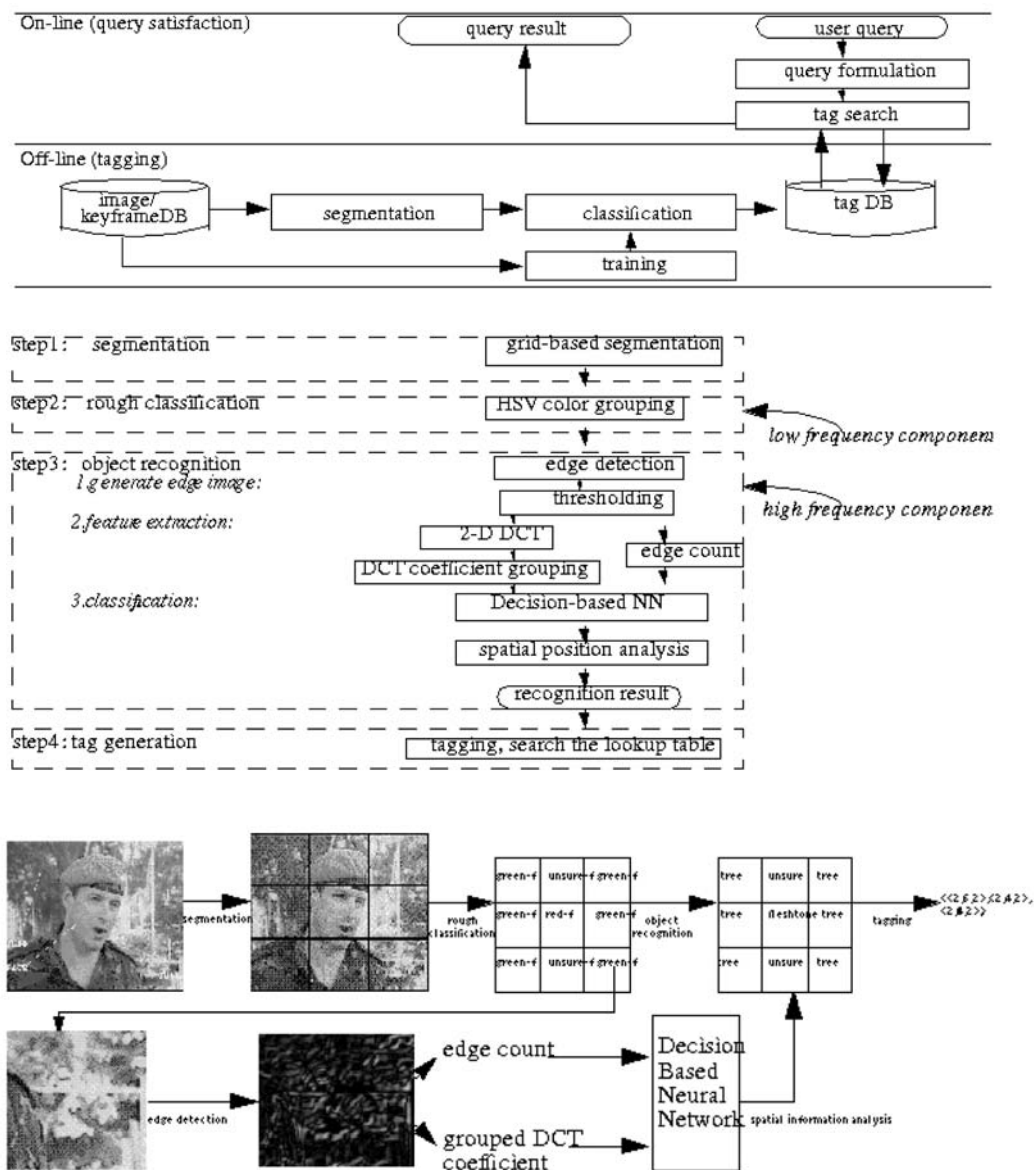 On-line (query satisfaction)
query result
user query
query formulation
tag search
Off-line (tagging)
image/
keyframeDB
segmentation
classification
tag DB
training
step1: segmentation
grid-based segmentation
step2: rough classification
HSV color grouping
low frequency componen
step3: object recognition
edge detection
1.generate edge image:
thresholding
high frequency componen
2.feature extraction:
2-D DCT
edge count
DCT coefficient grouping
3.classification:
Decision-based NN
spatial position analysis
recognition result
step4: tag generation
tagging, search the lookup table
segmentation
rough
classification
green-f unsure-f green-f
green-f red-f green-f
green-f unsure-f green-f
object
recognition
tree unsure tree
tree fleshtone tree
tree unsure tree
tagging
edge detection
edge count
grouped DCT
coefficient
Decision
Based
Neural
Network
spatial information analysis